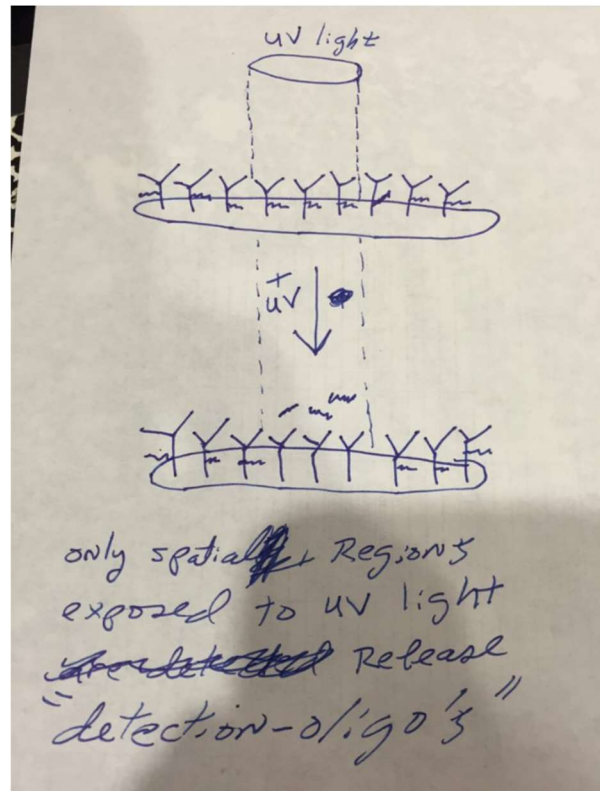 UV light
+
UV
only spatial Regions
exposed to UV light
Release
"detection-oligo's"